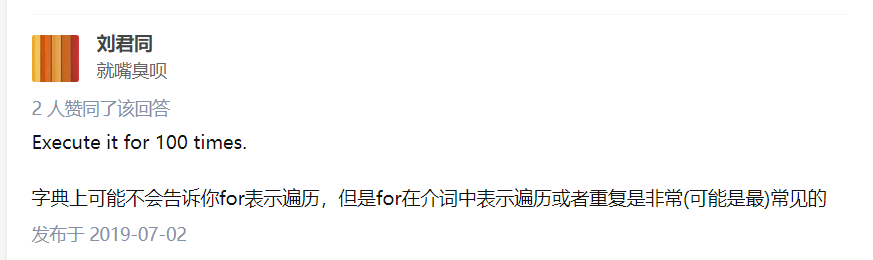 刘君同
就嘴臭呗
2 人赞同了该回答
Execute it for 100 times.
字典上可能不会告诉你for表示遍历，但是for在介词中表示遍历或者重复是非常(可能是最)常见的
发布于 2019-07-02